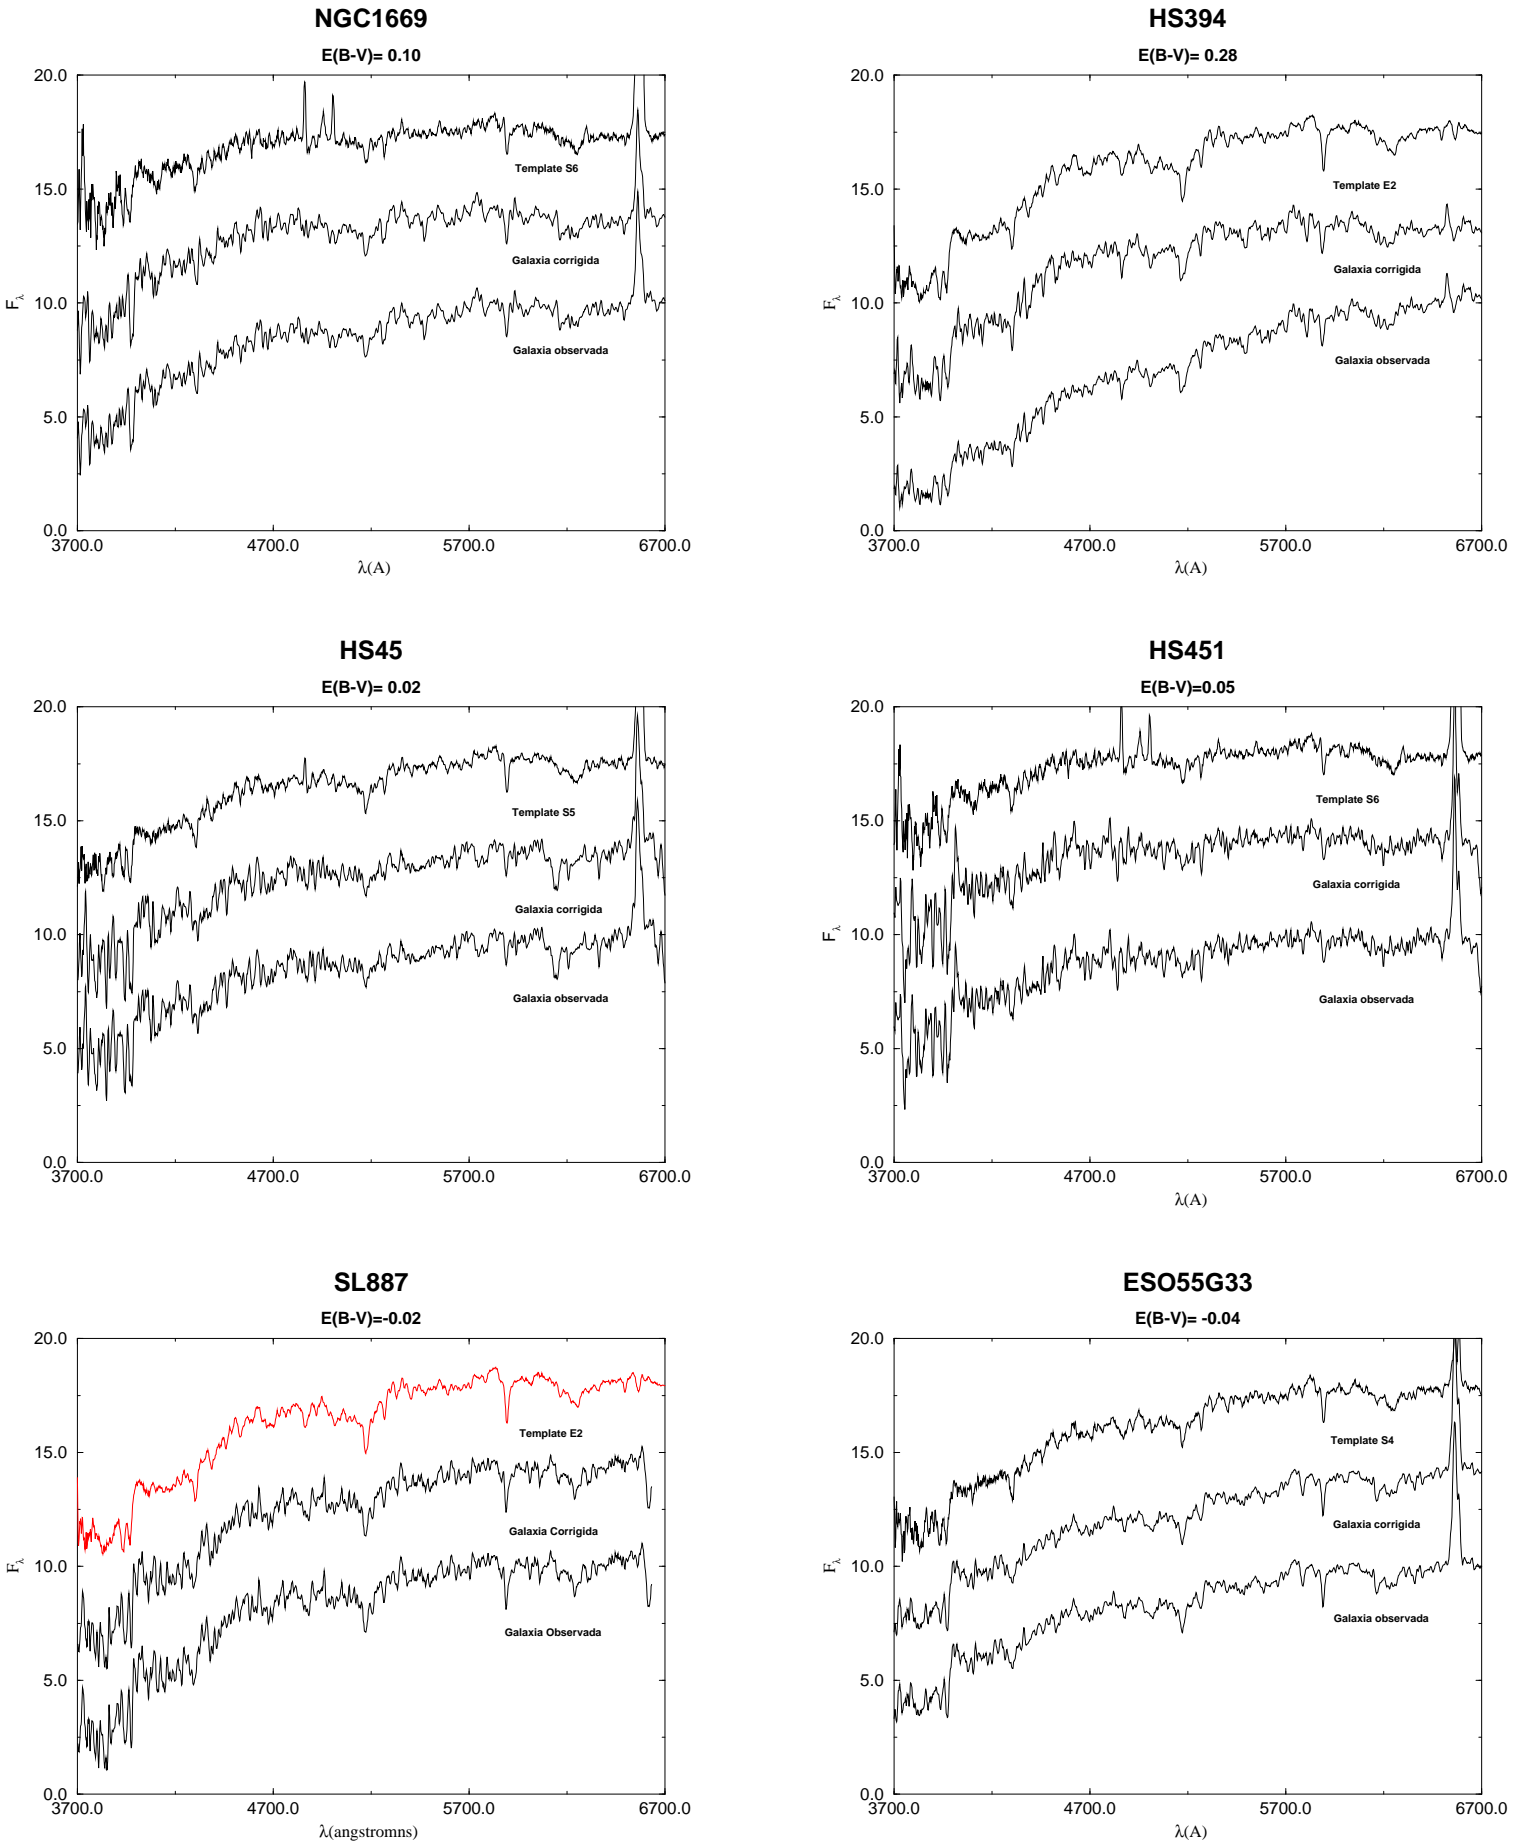 NGC1669
E(B-V)= 0.10
20.0
15.0
10.0
5.0
0.0
Fλ
Template S6
Galaxia corrigida
Galaxia observada
3700.0 4700.0 5700.0 6700.0
λ(A)
HS394
E(B-V)= 0.28
20.0
15.0
10.0
5.0
0.0
Fλ
Template E2
Galaxia corrigida
Galaxia observada
3700.0 4700.0 5700.0 6700.0
λ(A)
HS45
E(B-V)= 0.02
20.0
15.0
10.0
5.0
0.0
Template S5
Galaxia corrigida
Galaxia observada
3700.0 4700.0 5700.0 6700.0
HS451
E(B-V)=0.05
20.0
15.0
10.0
5.0
0.0
Fλ
Template S6
Galaxia corrigida
Galaxia observada
3700.0 4700.0 5700.0 6700.0
λ(A)
SL887
E(B-V)=-0.02
20.0
15.0
10.0
5.0
0.0
Fλ
Template E2
Galaxia Corrigida
Galaxia Observada
3700.0 4700.0 5700.0 6700.0
λ(angstromns)
ESO55G33
E(B-V)= -0.04
20.0
15.0
10.0
5.0
0.0
Fλ
Template S4
Galaxia corrigida
Galaxia observada
3700.0 4700.0 5700.0 6700.0
λ(A)